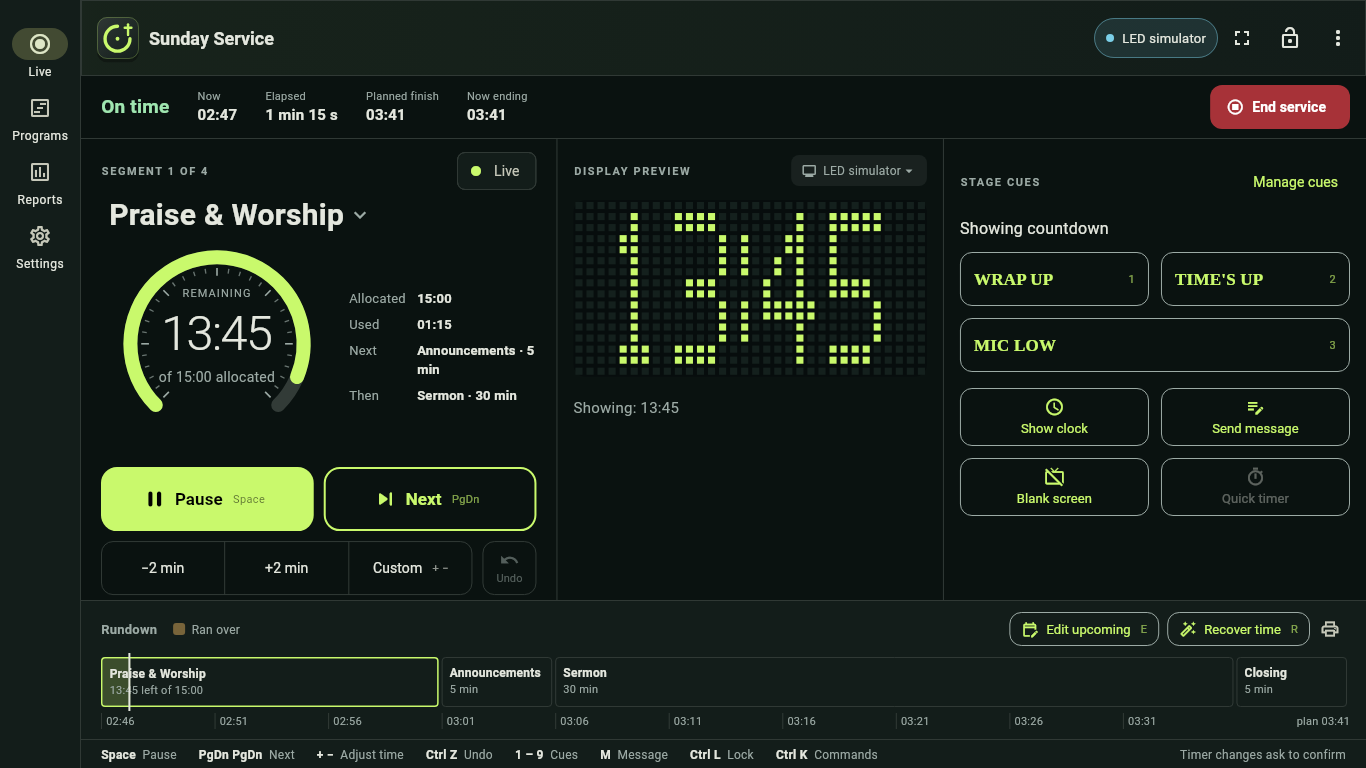 Sunday Service
LED simulator
Live
Programs
Reports
Settings
On time
Now
02:47
Elapsed
1 min 15 s
Planned finish
03:41
Now ending
03:41
End service
SEGMENT 1 OF 4
Live
Praise & Worship
REMAINING
13:45
of 15:00 allocated
Allocated 15:00
Used 01:15
Next Announcements · 5
min
Then Sermon · 30 min
Pause Space
Next PgDn
−2 min
+2 min
Custom + −
Undo
DISPLAY PREVIEW
LED simulator
13:45
Showing: 13:45
STAGE CUES
Manage cues
Showing countdown
WRAP UP 1
TIME'S UP 2
MIC LOW 3
Show clock
Send message
Blank screen
Quick timer
Rundown
Ran over
Edit upcoming E
Recover time R
Praise & Worship
13:45 left of 15:00
Announcements
5 min
Sermon
30 min
Closing
5 min
02:46 02:51 02:56 03:01 03:06 03:11 03:16 03:21 03:26 03:31 plan 03:41
Space Pause PgDn PgDn Next + − Adjust time Ctrl Z Undo 1 – 9 Cues M Message Ctrl L Lock Ctrl K Commands Timer changes ask to confirm